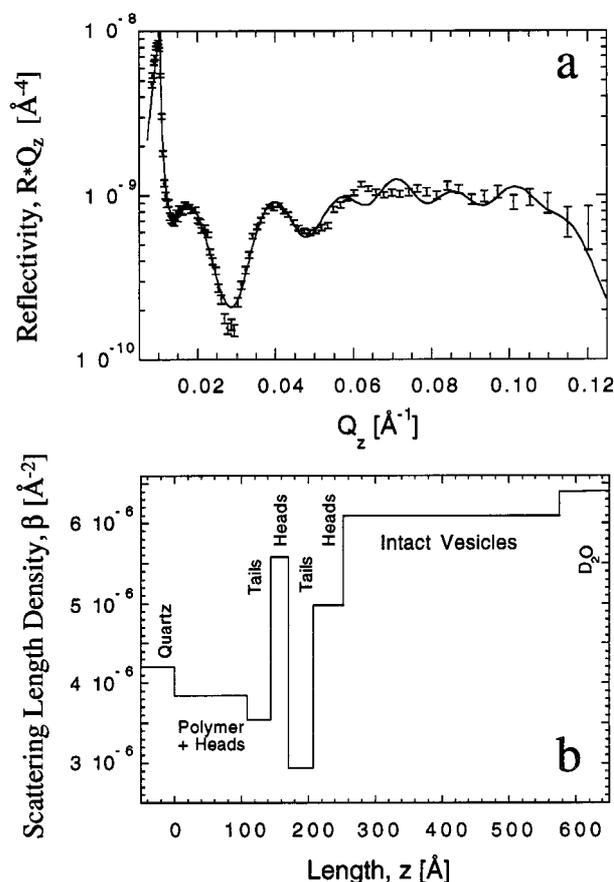 a
Reflectivity, R*Q_z [Å^-4]
1 0^-8
1 0^-9
1 0^-10
0.02 0.04 0.06 0.08 0.10 0.12
Q_z [Å^-1]
b
Scattering Length Density, β [Å^-2]
6 10^-6
5 10^-6
4 10^-6
3 10^-6
Quartz
Polymer
+ Heads
Tails
Heads
Tails
Heads
Intact Vesicles
D_2O
0 100 200 300 400 500 600
Length, z [Å]